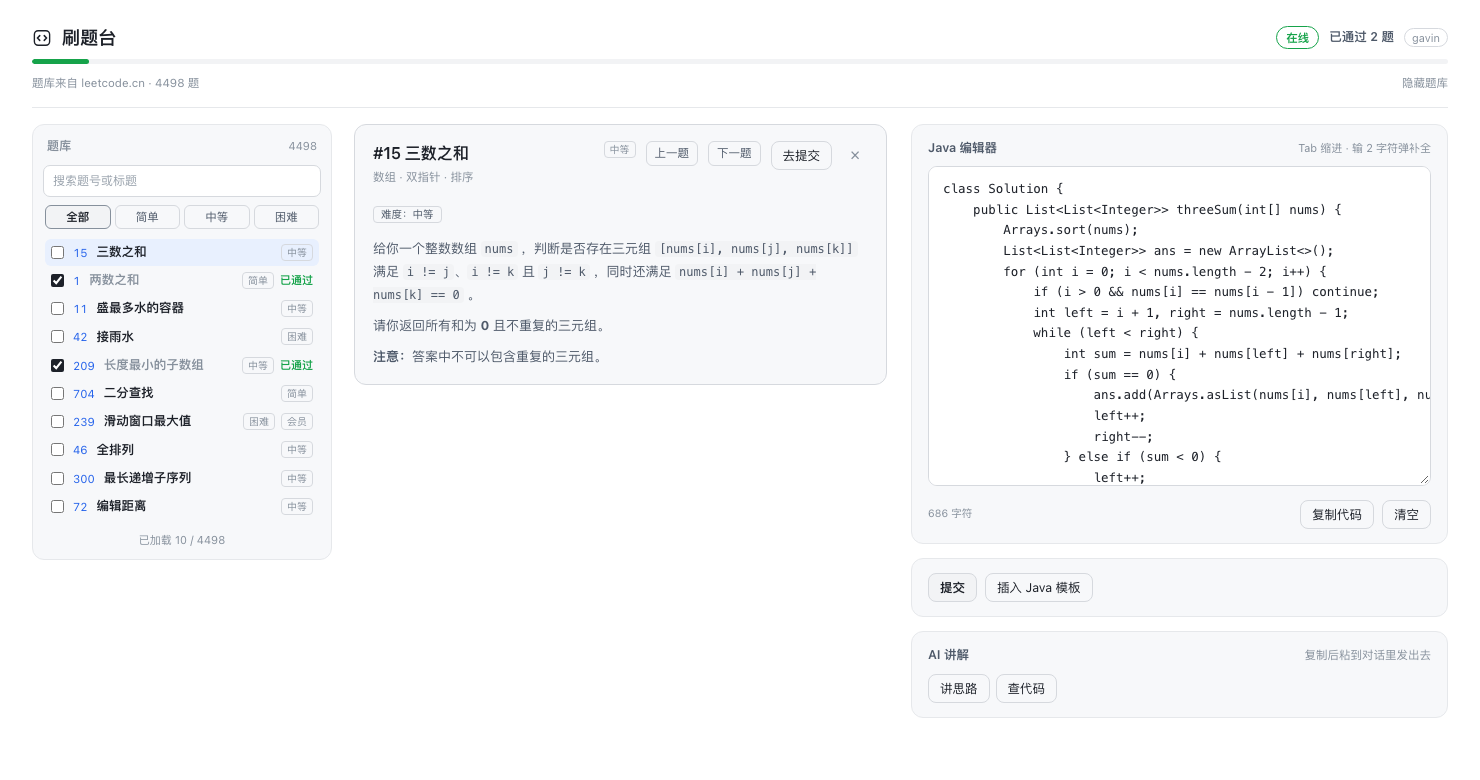 刷题台
在线 已通过 2 题 gavin
题库来自 leetcode.cn · 4498 题
隐藏题库
题库 4498
搜索题号或标题
全部 简单 中等 困难
15 三数之和 中等
1 两数之和 简单 已通过
11 盛最多水的容器 中等
42 接雨水 困难
209 长度最小的子数组 中等 已通过
704 二分查找 简单
239 滑动窗口最大值 困难 会员
46 全排列 中等
300 最长递增子序列 中等
72 编辑距离 中等
已加载 10 / 4498
#15 三数之和 中等 上一题 下一题 去提交 ×
数组 · 双指针 · 排序
难度：中等
给你一个整数数组 nums ，判断是否存在三元组 [nums[i], nums[j], nums[k]]
满足 i != j 、i != k 且 j != k ，同时还满足 nums[i] + nums[j] +
nums[k] == 0 。
请你返回所有和为 0 且不重复的三元组。
注意：答案中不可以包含重复的三元组。
Java 编辑器 Tab 缩进 · 输 2 字符弹补全
class Solution {
    public List<List<Integer>> threeSum(int[] nums) {
        Arrays.sort(nums);
        List<List<Integer>> ans = new ArrayList<>();
        for (int i = 0; i < nums.length - 2; i++) {
            if (i > 0 && nums[i] == nums[i - 1]) continue;
            int left = i + 1, right = nums.length - 1;
            while (left < right) {
                int sum = nums[i] + nums[left] + nums[right];
                if (sum == 0) {
                    ans.add(Arrays.asList(nums[i], nums[left], nu
                    left++;
                    right--;
                } else if (sum < 0) {
                    left++;
686 字符 复制代码 清空
提交 插入 Java 模板
AI 讲解 复制后粘到对话里发出去
讲思路 查代码